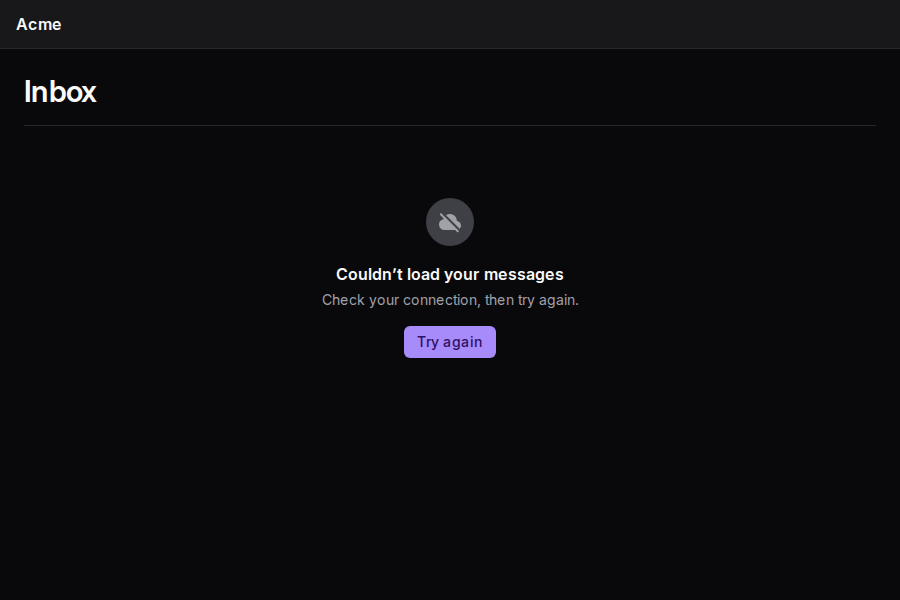 Acme
Inbox
Couldn’t load your messages
Check your connection, then try again.
Try again